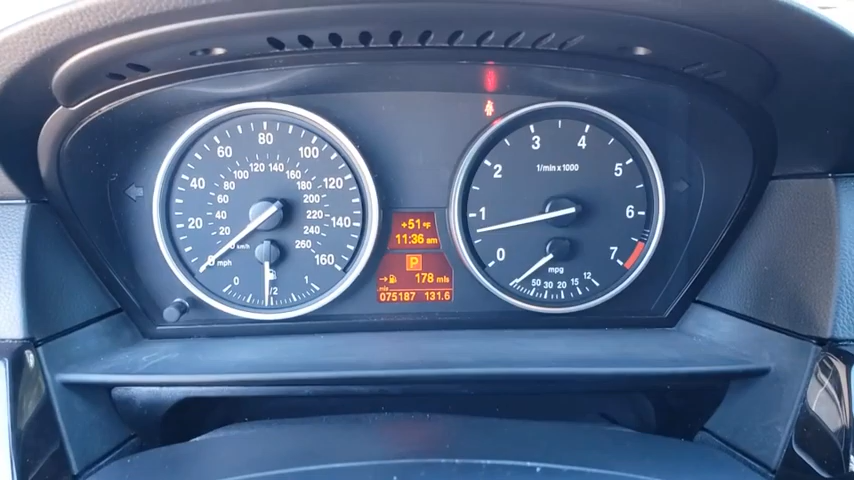 0 20 40 60 80 100 120 140 160
mph
20 40 60 80 100 120 140 160 180 200 220 240 260
km/h
0 1/2 1
+51 °F
11:36 am
P
178 mls
mls
075187 131.6
1/min x 1000
0 1 2 3 4 5 6 7
mpg
50 30 20 15 12